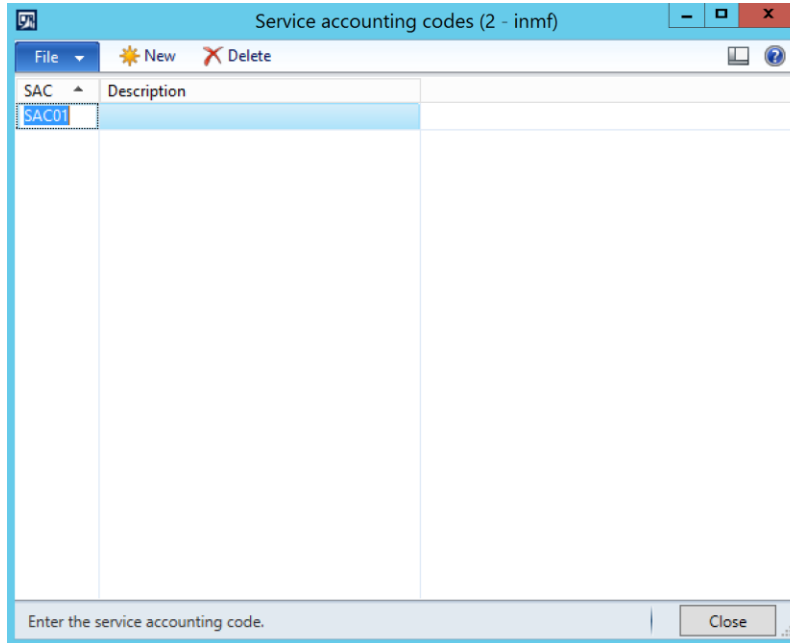 Service accounting codes (2 - inmf)
File New Delete
SAC Description
SAC01
Enter the service accounting code. Close